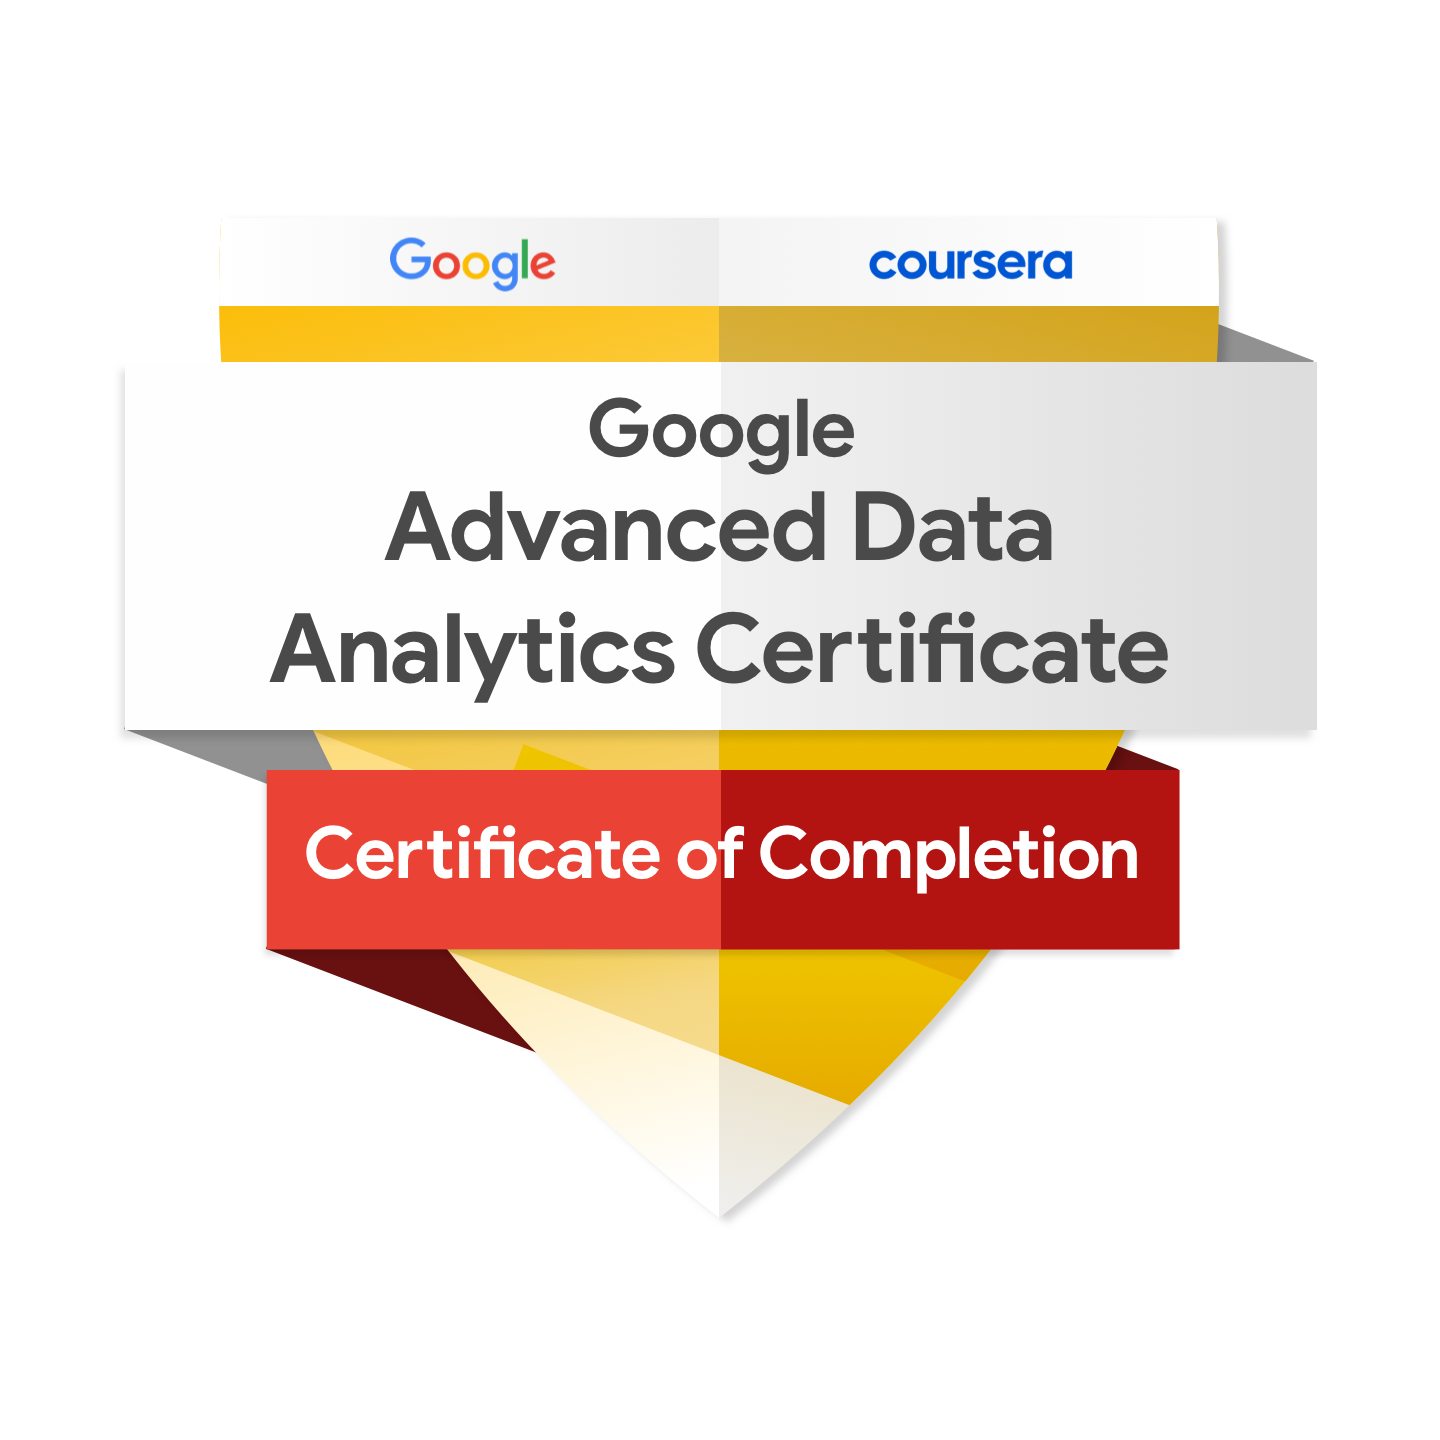 Google coursera
Google
Advanced Data
Analytics Certificate
Certificate of Completion